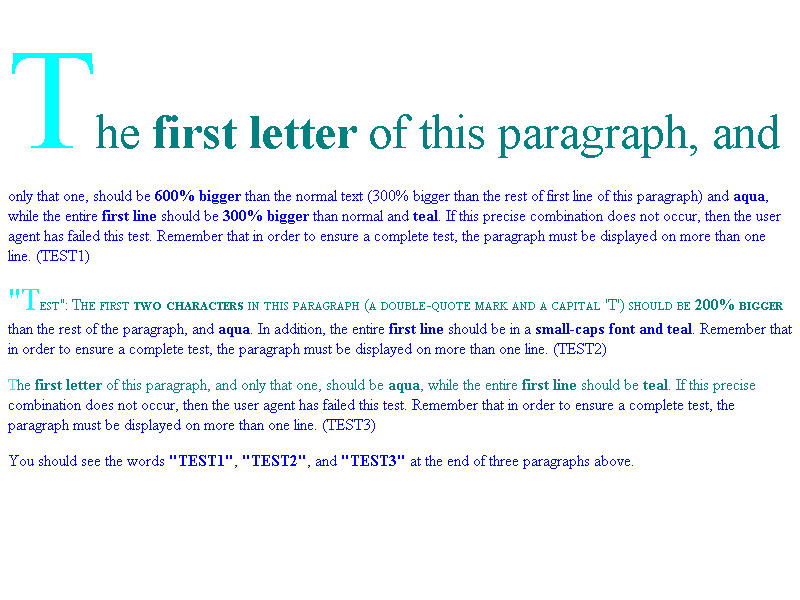 The first letter of this paragraph, and
only that one, should be 600% bigger than the normal text (300% bigger than the rest of first line of this paragraph) and aqua,
while the entire first line should be 300% bigger than normal and teal. If this precise combination does not occur, then the user
agent has failed this test. Remember that in order to ensure a complete test, the paragraph must be displayed on more than one
line. (TEST1)
"Test": The first two characters in this paragraph (a double-quote mark and a capital 'T') should be 200% bigger
than the rest of the paragraph, and aqua. In addition, the entire first line should be in a small-caps font and teal. Remember that
in order to ensure a complete test, the paragraph must be displayed on more than one line. (TEST2)
The first letter of this paragraph, and only that one, should be aqua, while the entire first line should be teal. If this precise
combination does not occur, then the user agent has failed this test. Remember that in order to ensure a complete test, the
paragraph must be displayed on more than one line. (TEST3)
You should see the words "TEST1", "TEST2", and "TEST3" at the end of three paragraphs above.